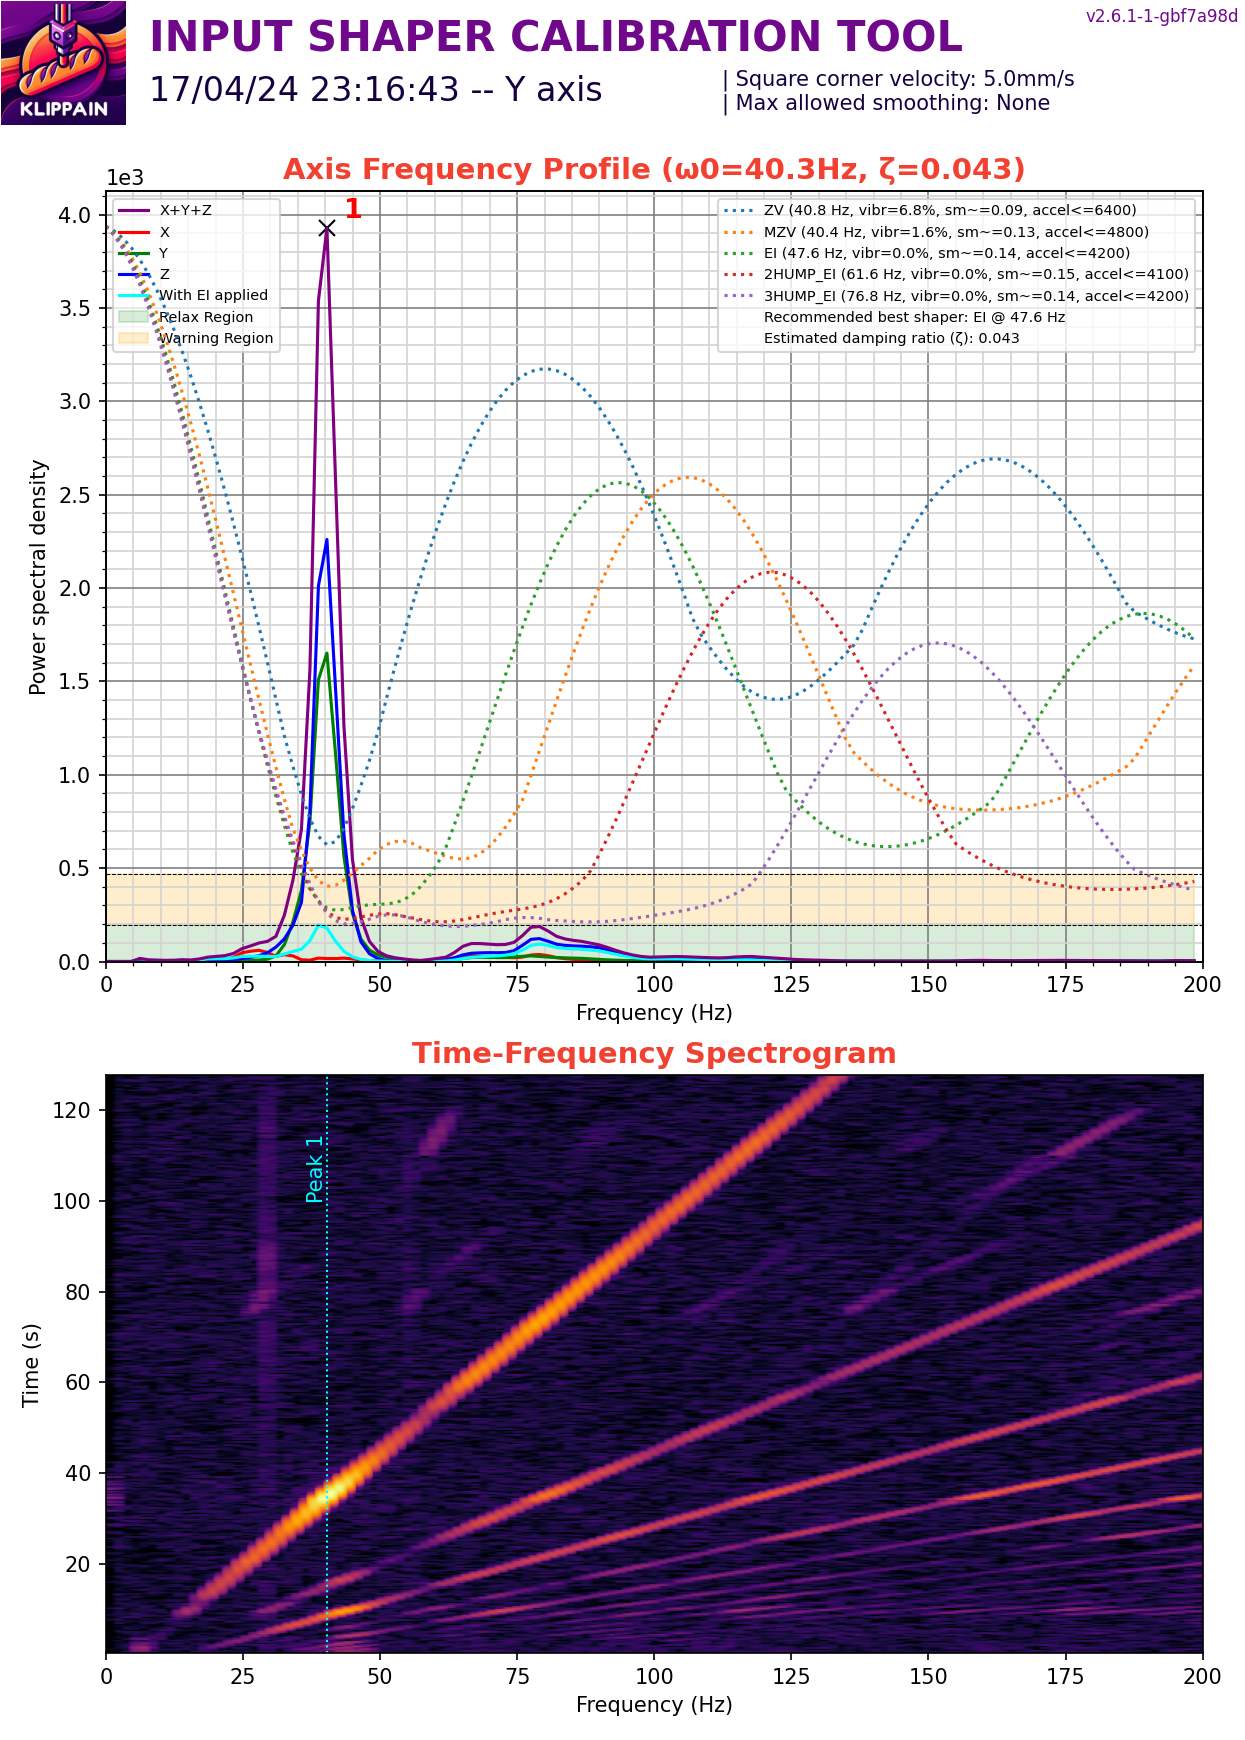 v2.6.1-1-gbf7a98d
INPUT SHAPER CALIBRATION TOOL
17/04/24 23:16:43 -- Y axis
| Square corner velocity: 5.0mm/s
| Max allowed smoothing: None
KLIPPAIN
Axis Frequency Profile (ω0=40.3Hz, ζ=0.043)
1e3
1
X+Y+Z
X
Y
Z
With EI applied
Relax Region
Warning Region
ZV (40.8 Hz, vibr=6.8%, sm~=0.09, accel<=6400)
MZV (40.4 Hz, vibr=1.6%, sm~=0.13, accel<=4800)
EI (47.6 Hz, vibr=0.0%, sm~=0.14, accel<=4200)
2HUMP_EI (61.6 Hz, vibr=0.0%, sm~=0.15, accel<=4100)
3HUMP_EI (76.8 Hz, vibr=0.0%, sm~=0.14, accel<=4200)
Recommended best shaper: EI @ 47.6 Hz
Estimated damping ratio (ζ): 0.043
4.0
3.5
3.0
2.5
2.0
1.5
1.0
0.5
0.0
Power spectral density
0 25 50 75 100 125 150 175 200
Frequency (Hz)
Time-Frequency Spectrogram
120
100
80
60
40
20
Time (s)
Peak 1
0 25 50 75 100 125 150 175 200
Frequency (Hz)